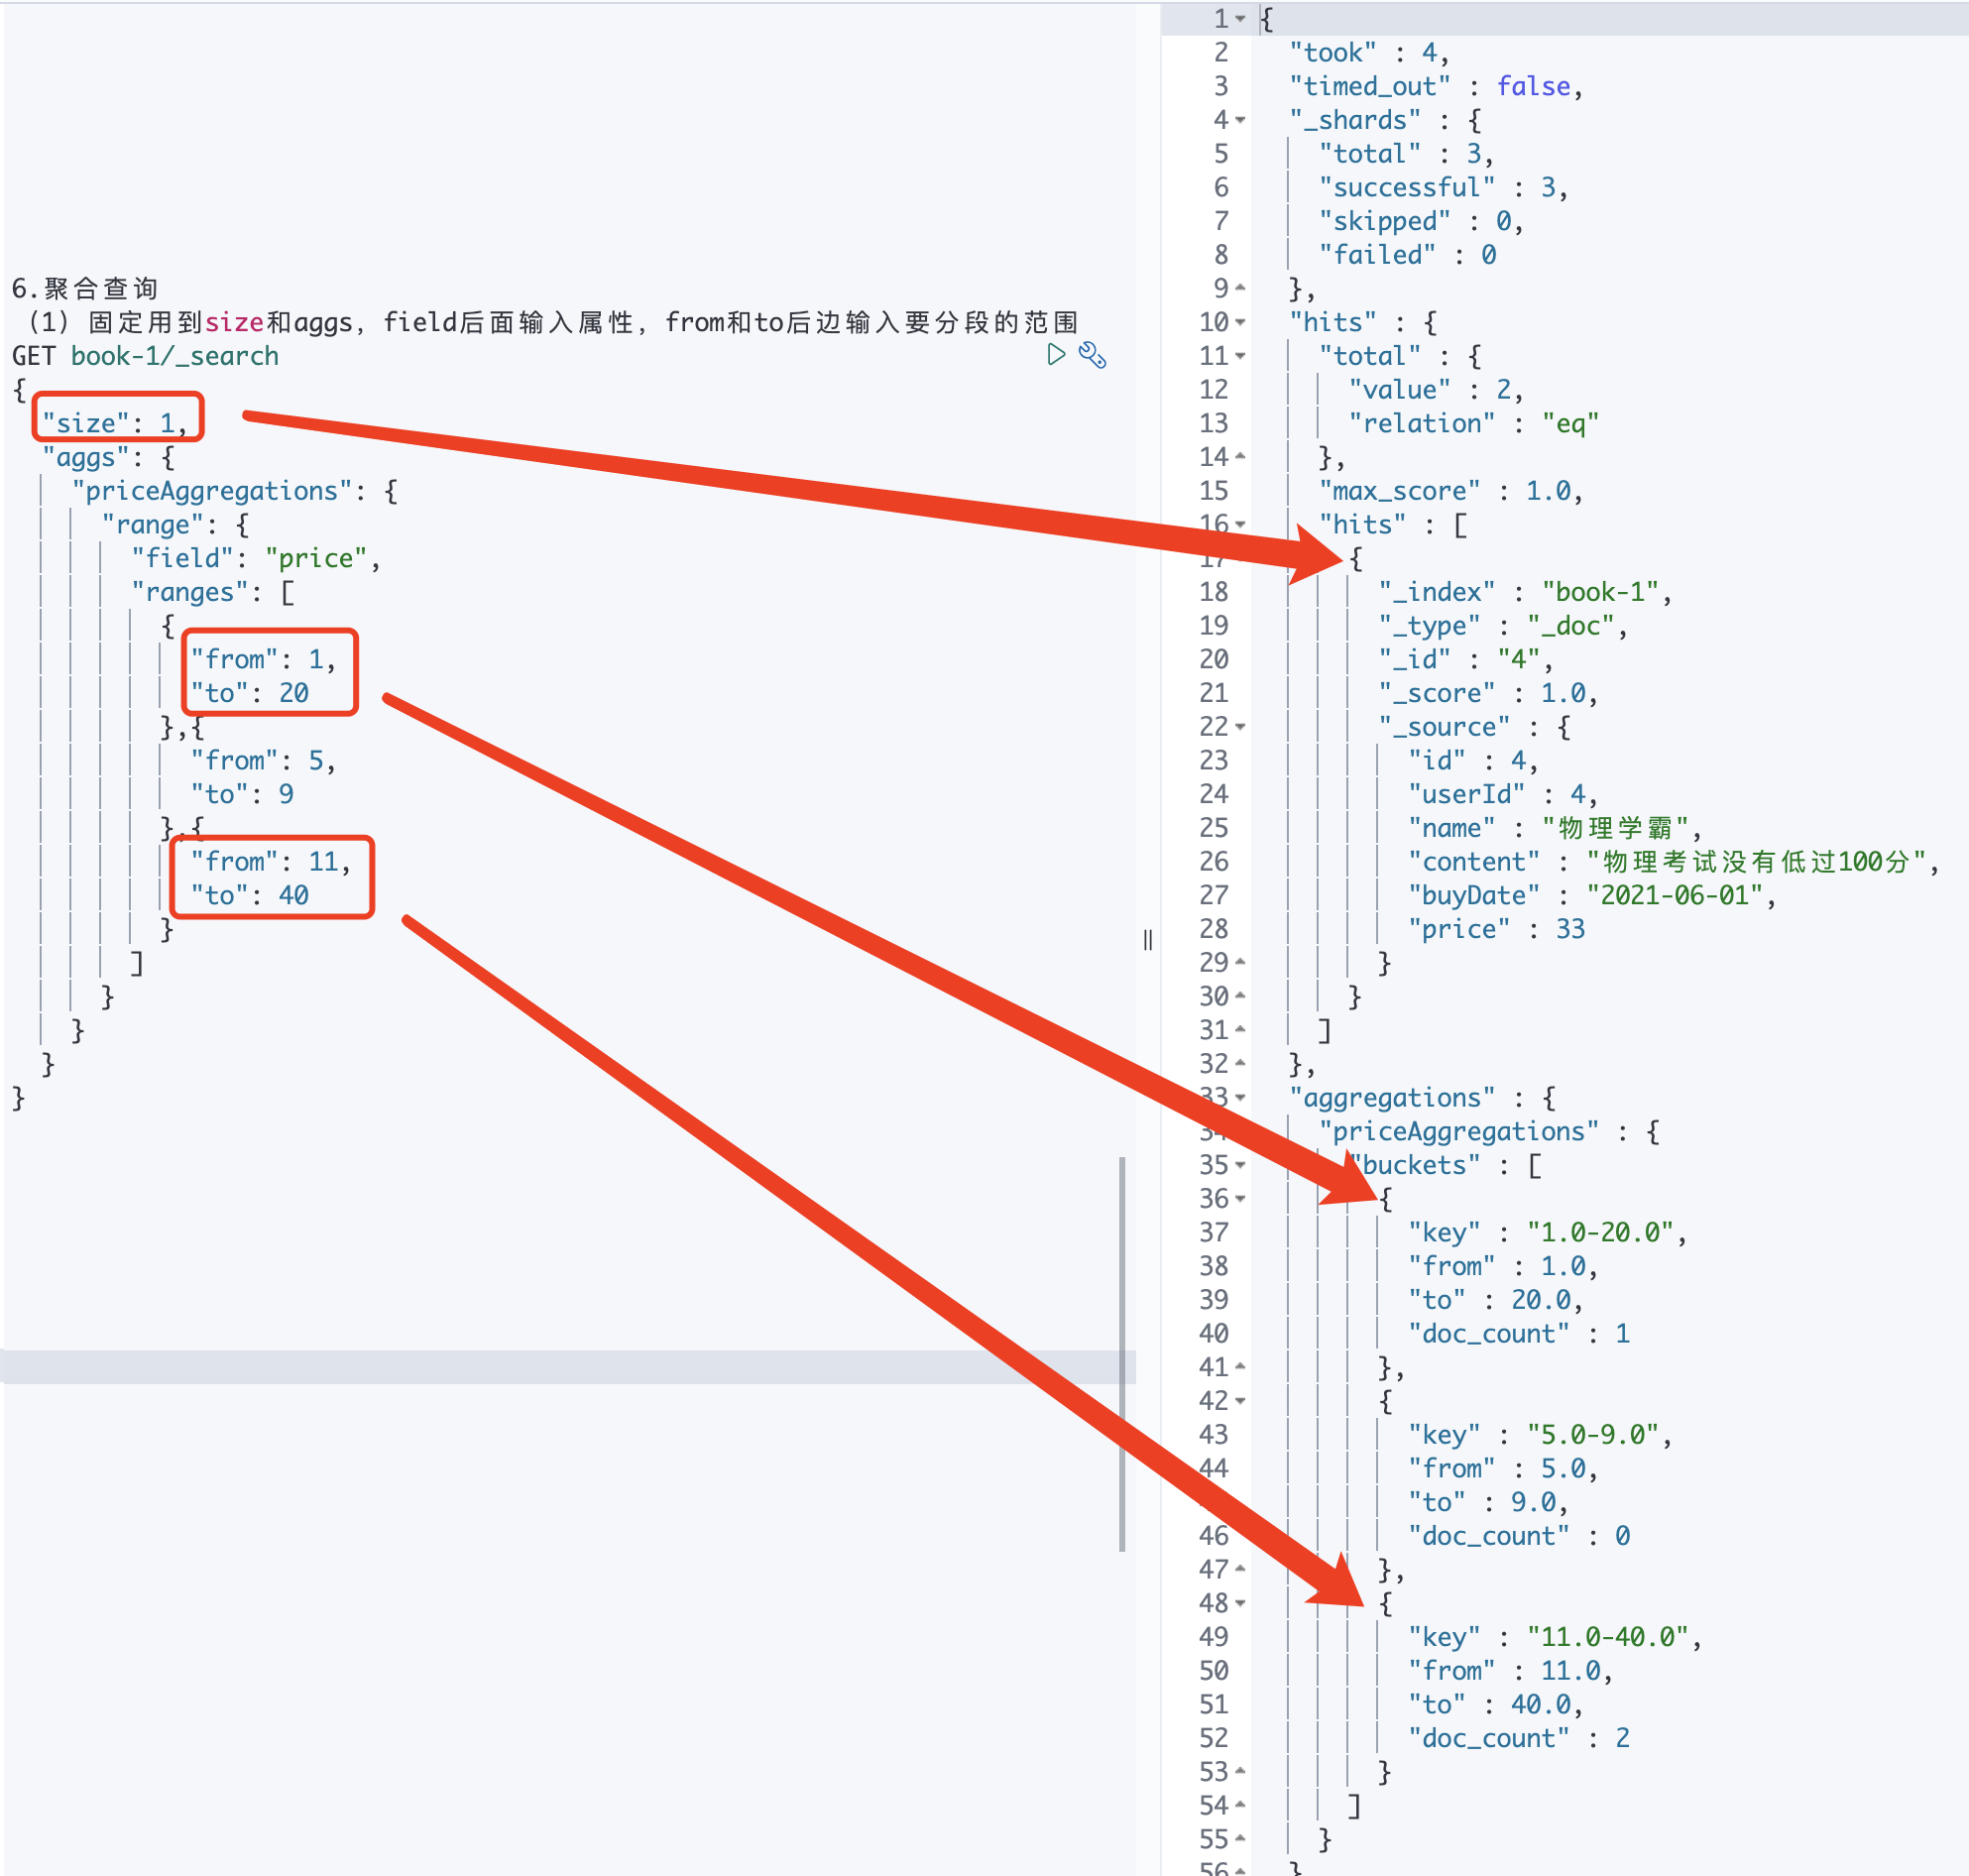 6.聚合查询
（1）固定用到size和aggs，field后面输入属性，from和to后边输入要分段的范围
GET book-1/_search
{
"size": 1,
"aggs": {
"priceAggregations": {
"range": {
"field": "price",
"ranges": [
{
"from": 1,
"to": 20
},{
"from": 5,
"to": 9
},{
"from": 11,
"to": 40
}
]
}
}
}
}
1 {
2 "took" : 4,
3 "timed_out" : false,
4 "_shards" : {
5 "total" : 3,
6 "successful" : 3,
7 "skipped" : 0,
8 "failed" : 0
9 },
10 "hits" : {
11 "total" : {
12 "value" : 2,
13 "relation" : "eq"
14 },
15 "max_score" : 1.0,
16 "hits" : [
17 {
18 "_index" : "book-1",
19 "_type" : "_doc",
20 "_id" : "4",
21 "_score" : 1.0,
22 "_source" : {
23 "id" : 4,
24 "userId" : 4,
25 "name" : "物理学霸",
26 "content" : "物理考试没有低过100分",
27 "buyDate" : "2021-06-01",
28 "price" : 33
29 }
30 }
31 ]
32 },
33 "aggregations" : {
34 "priceAggregations" : {
35 "buckets" : [
36 {
37 "key" : "1.0-20.0",
38 "from" : 1.0,
39 "to" : 20.0,
40 "doc_count" : 1
41 },
42 {
43 "key" : "5.0-9.0",
44 "from" : 5.0,
"to" : 9.0,
46 "doc_count" : 0
47 },
48 {
49 "key" : "11.0-40.0",
50 "from" : 11.0,
51 "to" : 40.0,
52 "doc_count" : 2
53 }
54 ]
55 }
56 }